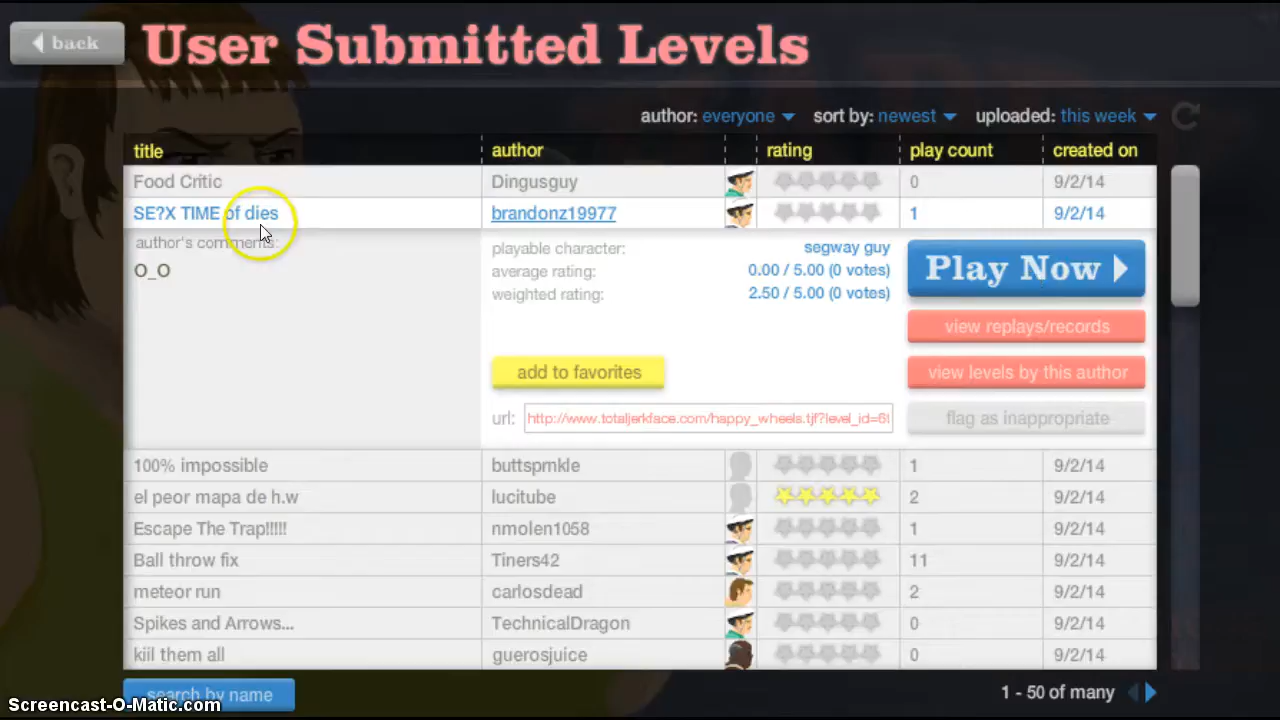 back
User Submitted Levels
author: everyone sort by: newest uploaded: this week
title author rating play count created on
Food Critic Dingusguy 0 9/2/14
SE?X TIME of dies brandonz19977 1 9/2/14
author's comments:
O_O
playable character: segway guy
average rating: 0.00 / 5.00 (0 votes)
weighted rating: 2.50 / 5.00 (0 votes)
Play Now
view replays/records
add to favorites
view levels by this author
url: http://www.totaljerkface.com/happy_wheels.tjf?level_id=6
flag as inappropriate
100% impossible buttsprnkle 1 9/2/14
el peor mapa de h.w lucitube 2 9/2/14
Escape The Trap!!!!! nmolen1058 1 9/2/14
Ball throw fix Tiners42 11 9/2/14
meteor run carlosdead 2 9/2/14
Spikes and Arrows... TechnicalDragon 0 9/2/14
kiil them all guerosjuice 0 9/2/14
search by name
1 - 50 of many
Screencast-O-Matic.com